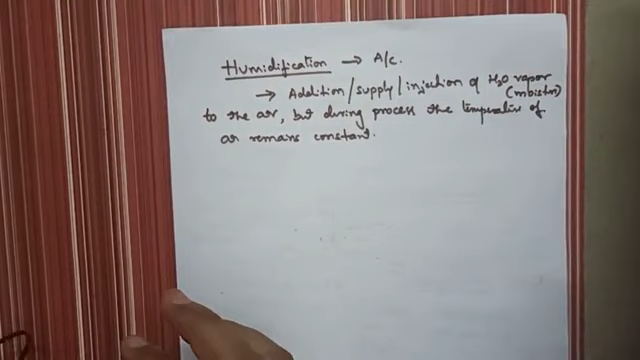 Humidification → A/c.
→ Addition/supply/injection of H2O vapor
(moistur)
to the air, but during process the temperature of
air remains constant.